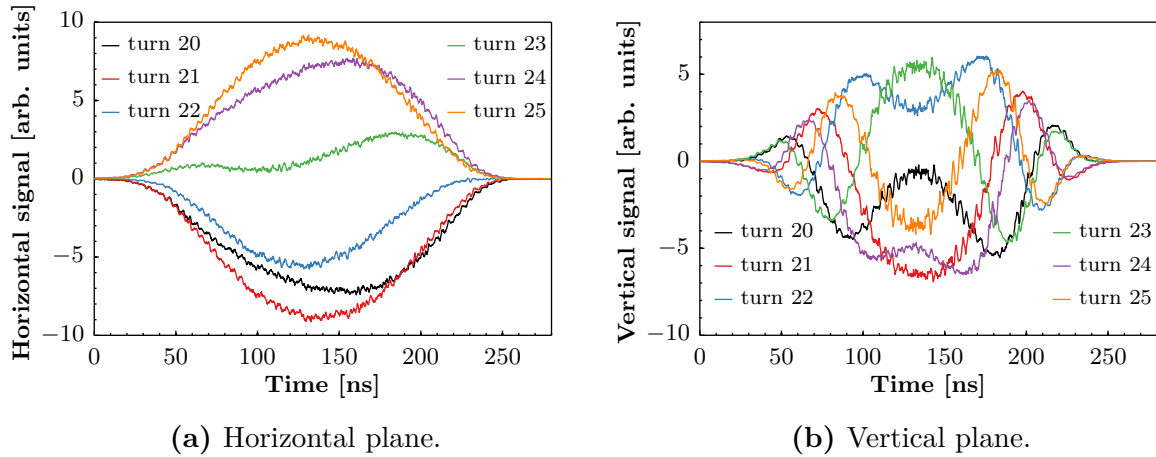 Horizontal signal [arb. units]
10
5
0
−5
−10
turn 20
turn 21
turn 22
turn 23
turn 24
turn 25
0 50 100 150 200 250
Time [ns]
(a) Horizontal plane.
Vertical signal [arb. units]
5
0
−5
−10
turn 20
turn 21
turn 22
turn 23
turn 24
turn 25
0 50 100 150 200 250
Time [ns]
(b) Vertical plane.